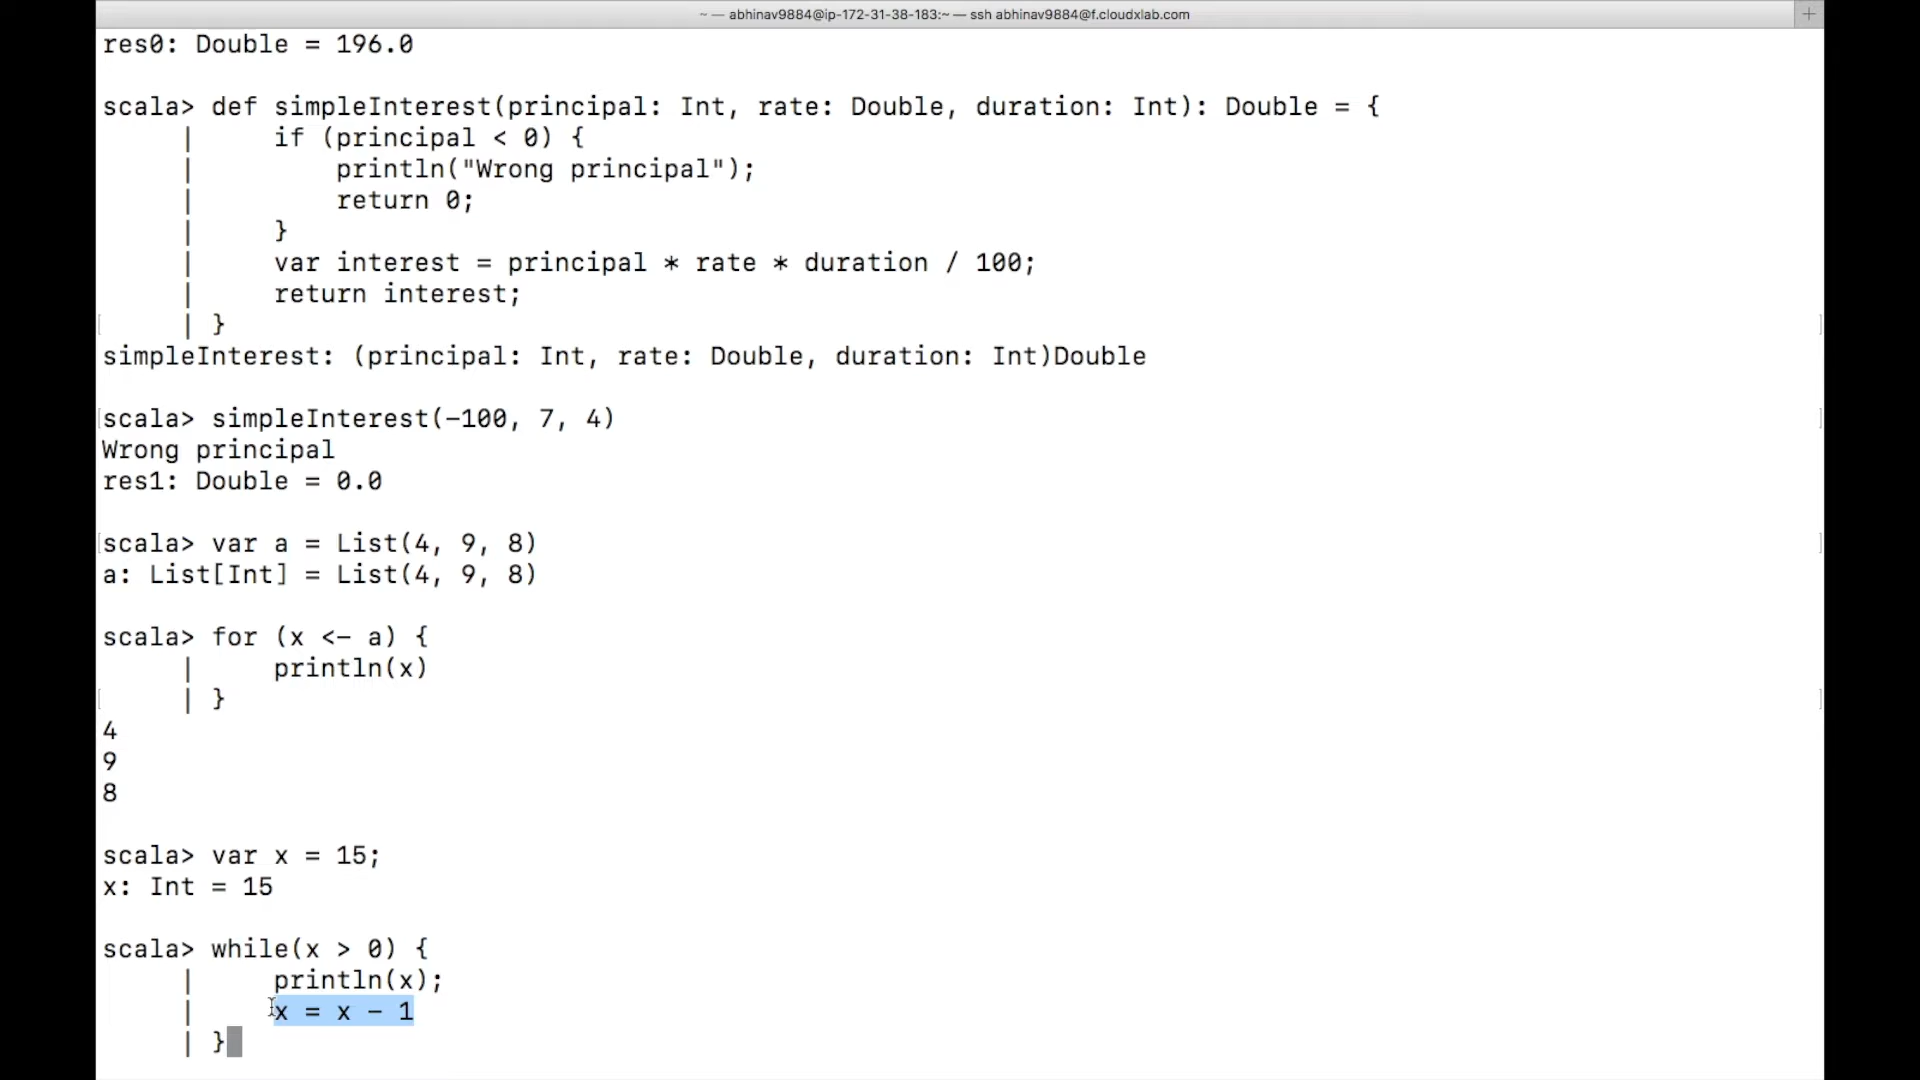 ~ — abhinav9884@ip-172-31-38-183:~ — ssh abhinav9884@f.cloudxlab.com
+
res0: Double = 196.0
scala> def simpleInterest(principal: Int, rate: Double, duration: Int): Double = {
|     if (principal < 0) {
|         println("Wrong principal");
|         return 0;
|     }
|     var interest = principal * rate * duration / 100;
|     return interest;
| }
simpleInterest: (principal: Int, rate: Double, duration: Int)Double
scala> simpleInterest(-100, 7, 4)
Wrong principal
res1: Double = 0.0
scala> var a = List(4, 9, 8)
a: List[Int] = List(4, 9, 8)
scala> for (x <- a) {
|     println(x)
| }
4
9
8
scala> var x = 15;
x: Int = 15
scala> while(x > 0) {
|     println(x);
|     x = x - 1
| }